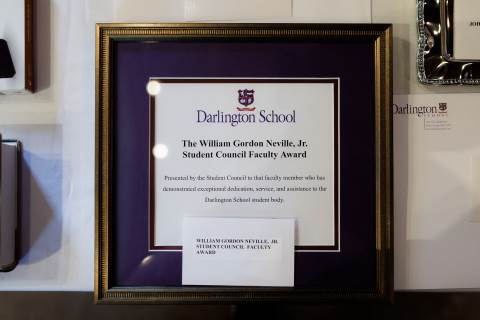 Darlington School
The William Gordon Neville, Jr.
Student Council Faculty Award
Presented by the Student Council to that faculty member who has
demonstrated exceptional dedication, service, and assistance to the
Darlington School student body.
WILLIAM GORDON NEVILLE, JR.
STUDENT COUNCIL FACULTY
AWARD
DARLINGTON
SCHOOL